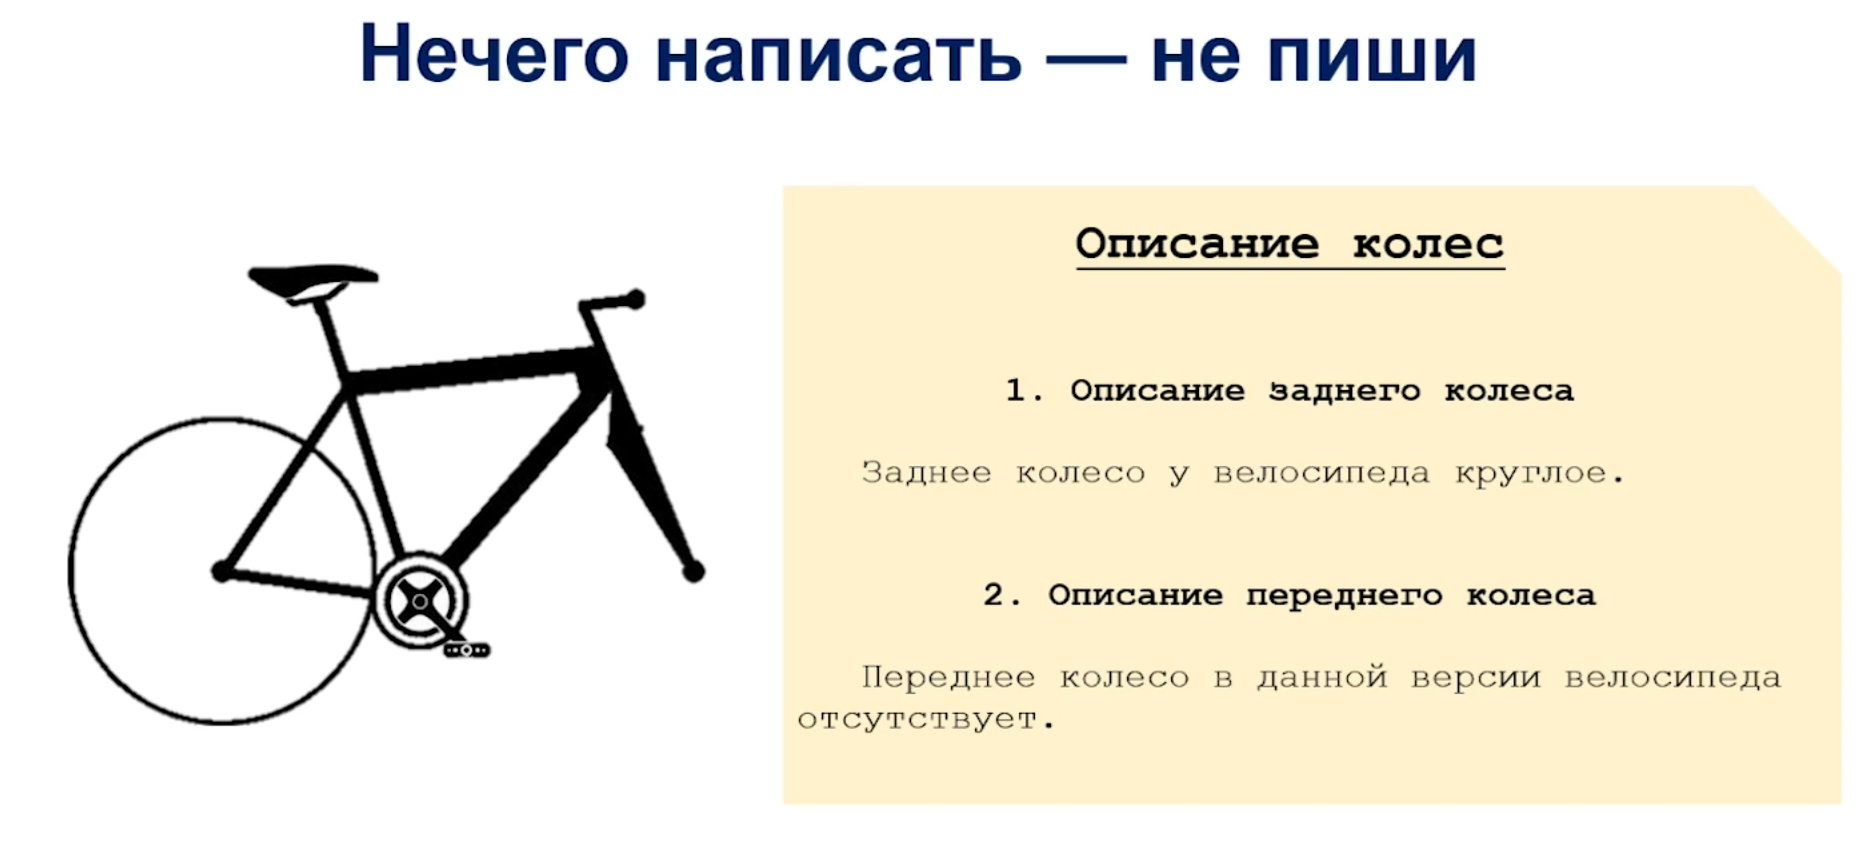 Нечего написать — не пиши
Описание колес
1. Описание заднего колеса
Заднее колесо у велосипеда круглое.
2. Описание переднего колеса
Переднее колесо в данной версии велосипеда
отсутствует.